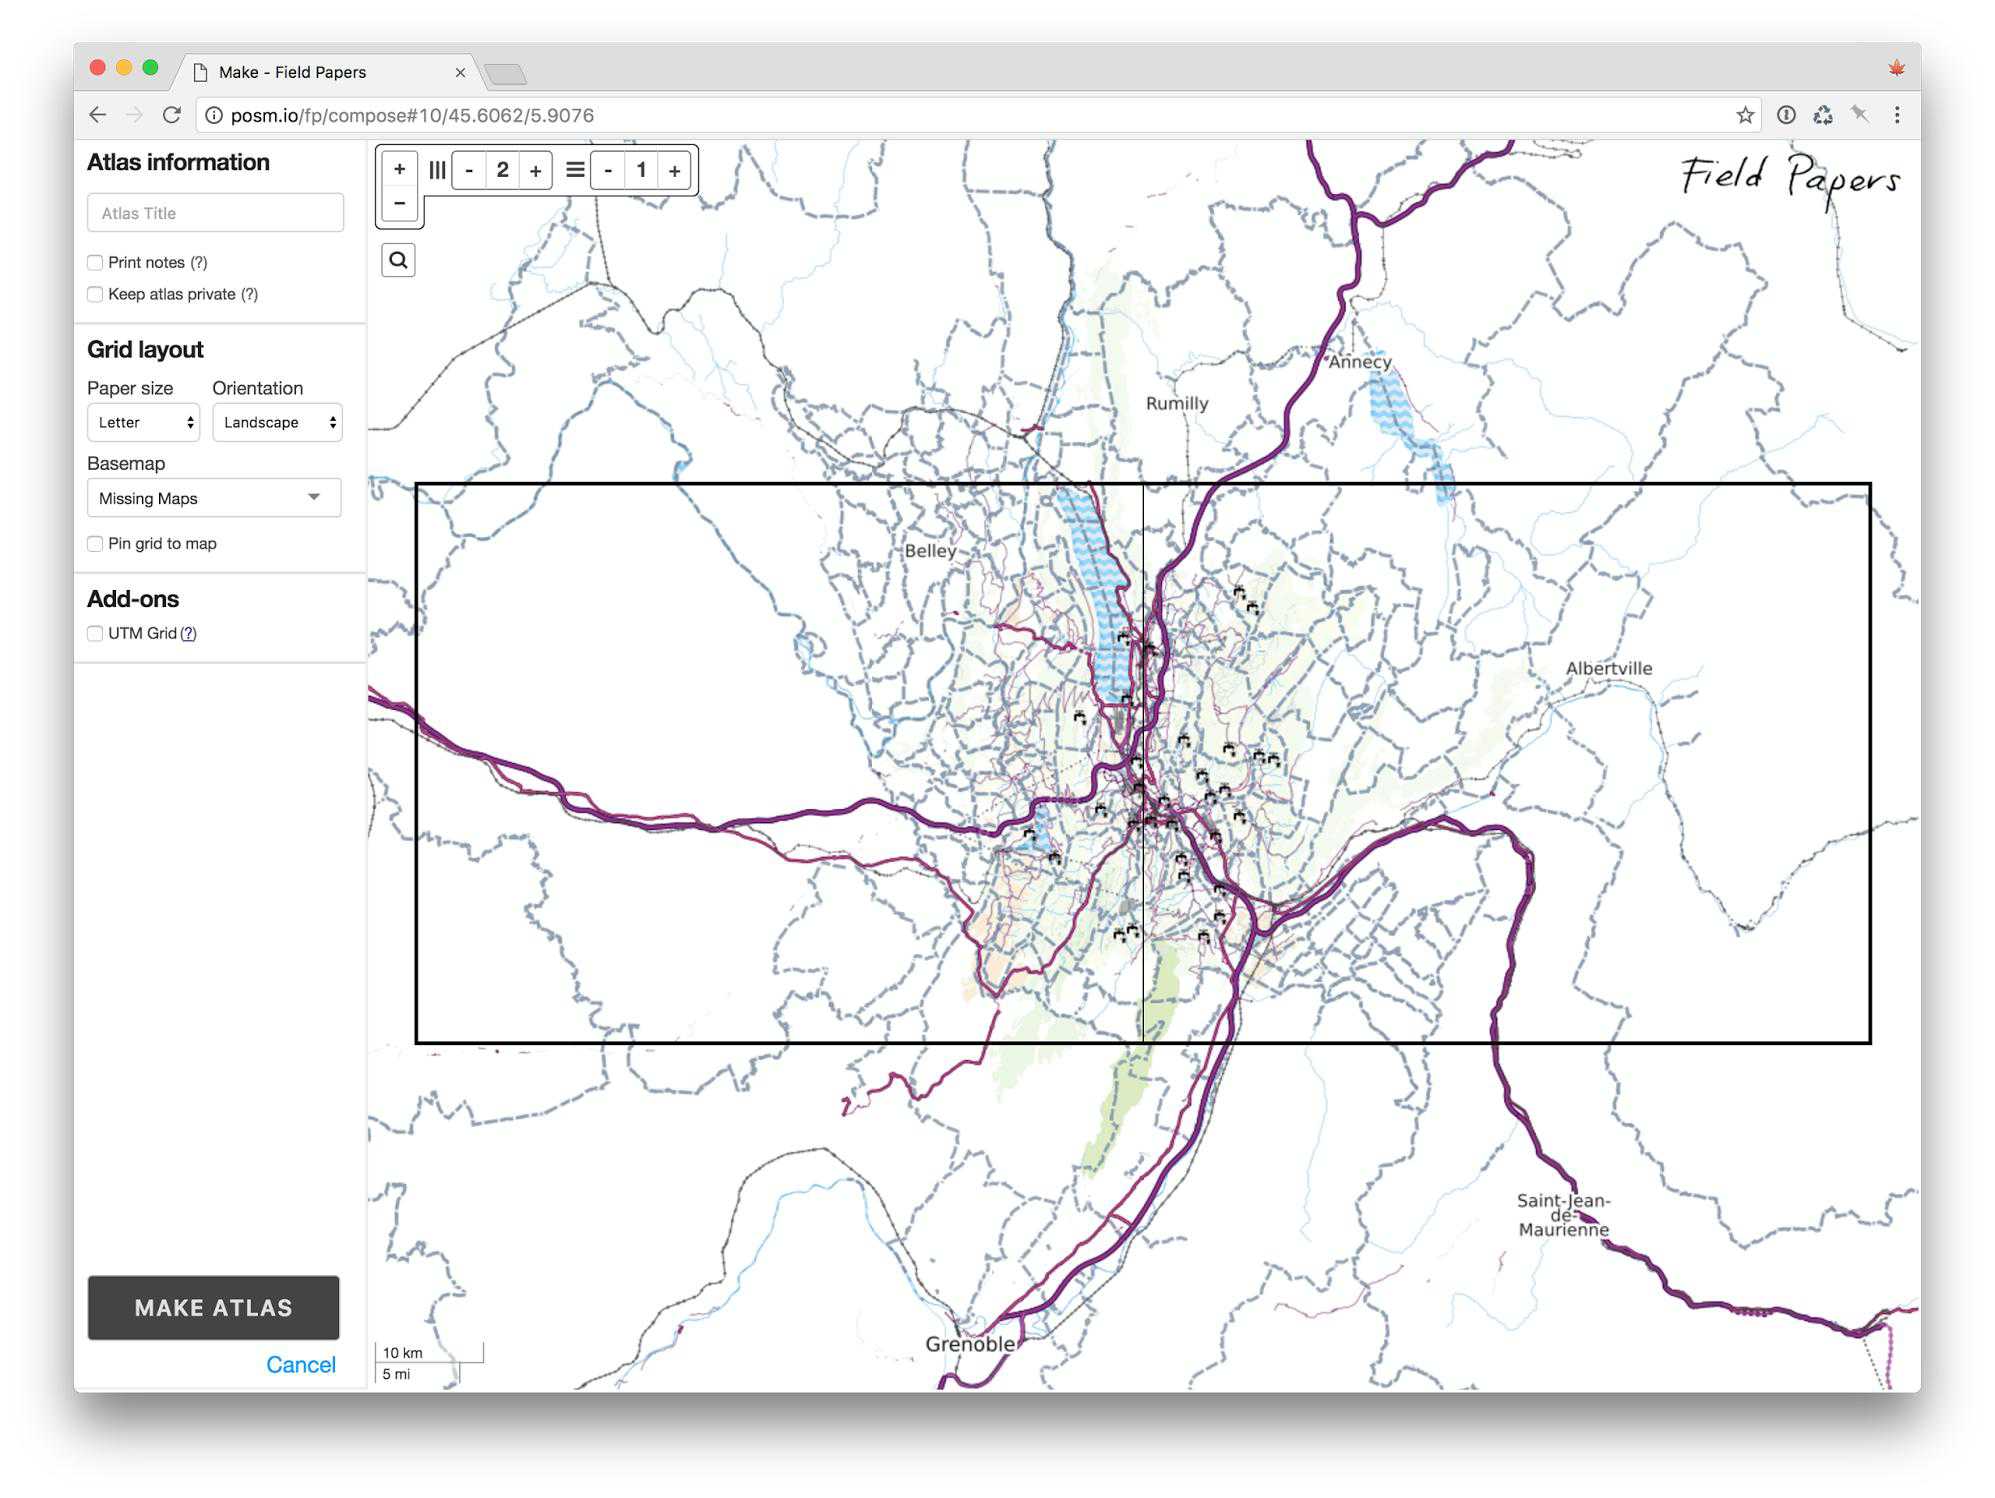 Make - Field Papers
posm.io/fp/compose#10/45.6062/5.9076
Atlas information
Atlas Title
Print notes (?)
Keep atlas private (?)
Grid layout
Paper size Orientation
Letter Landscape
Basemap
Missing Maps
Pin grid to map
Add-ons
UTM Grid (?)
MAKE ATLAS
Cancel
+ - 2 + - 1 +
−
Field Papers
Annecy
Rumilly
Belley
Albertville
Saint-Jean-
de-
Maurienne
Grenoble
10 km
5 mi